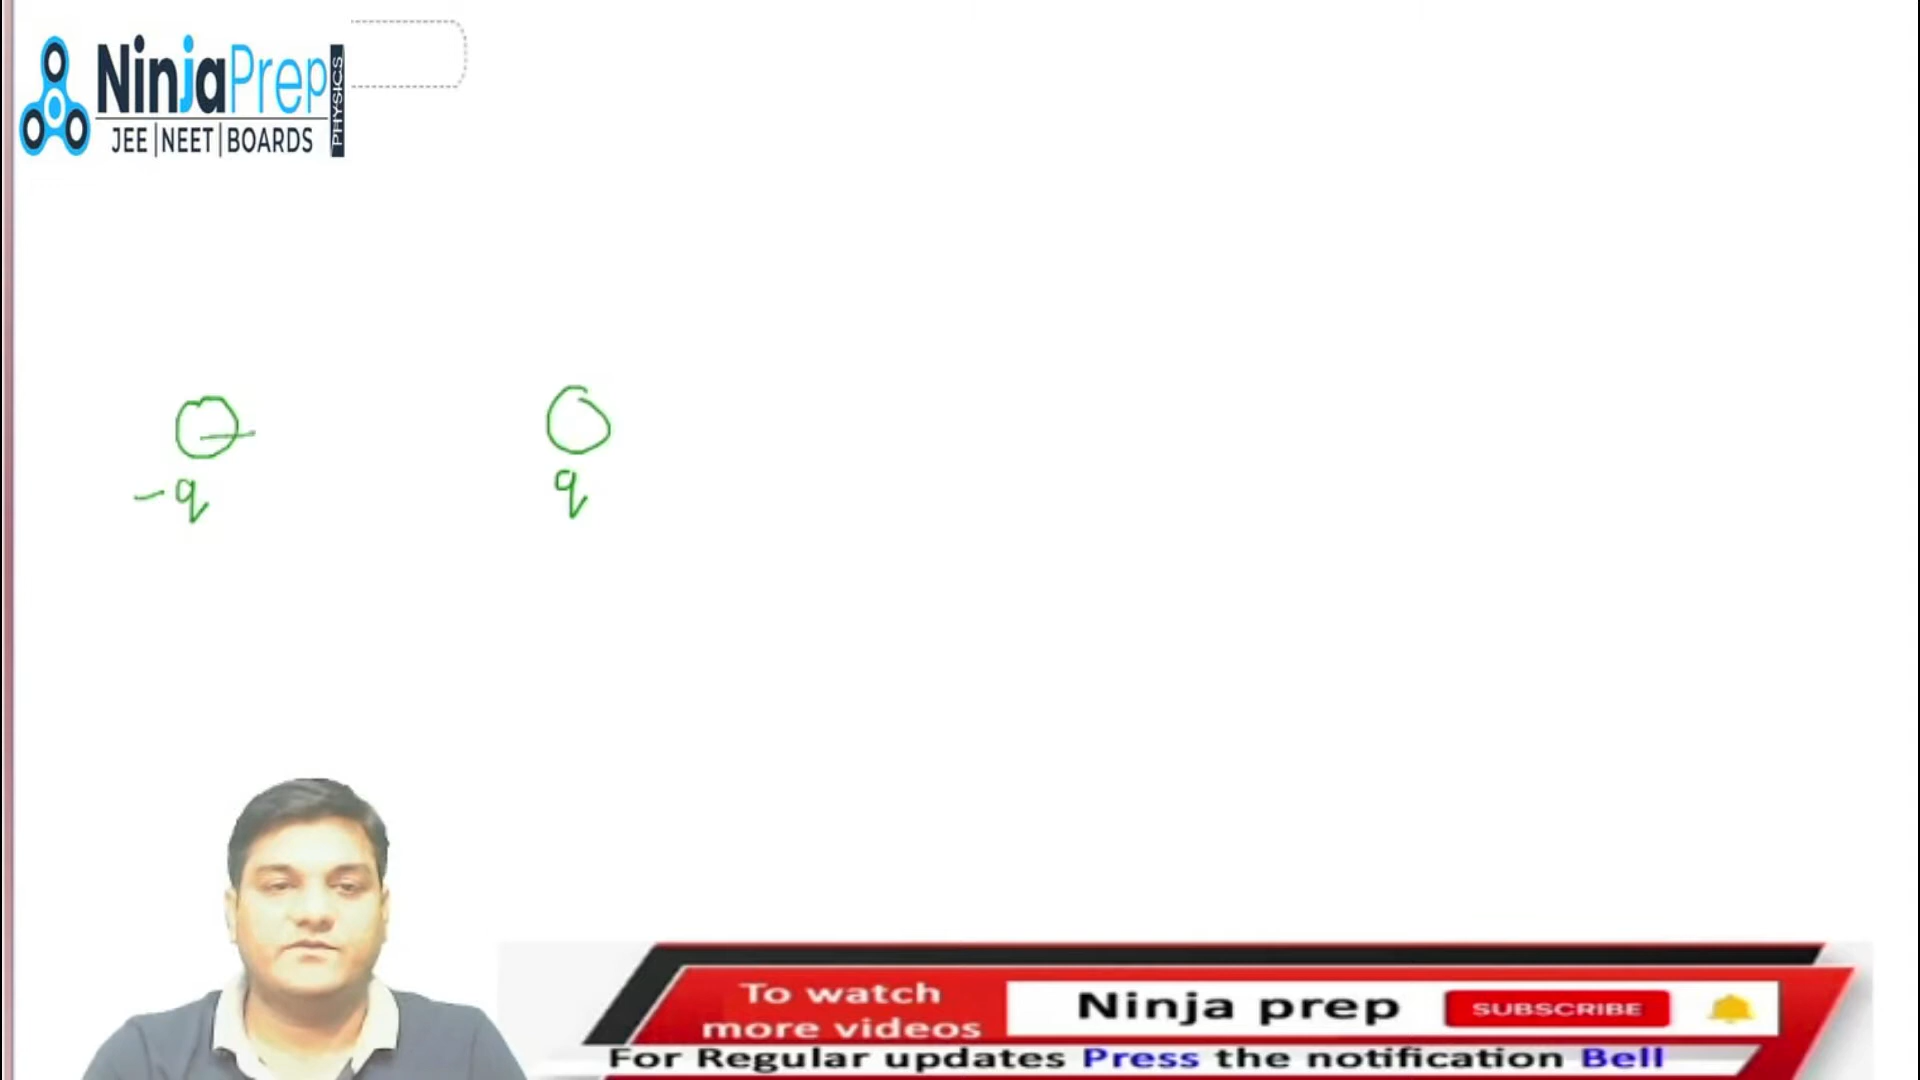 NinjaPrep
PHYSICS
JEE | NEET | BOARDS
-q
q
To watch
more videos
Ninja prep
SUBSCRIBE
For Regular updates Press the notification Bell